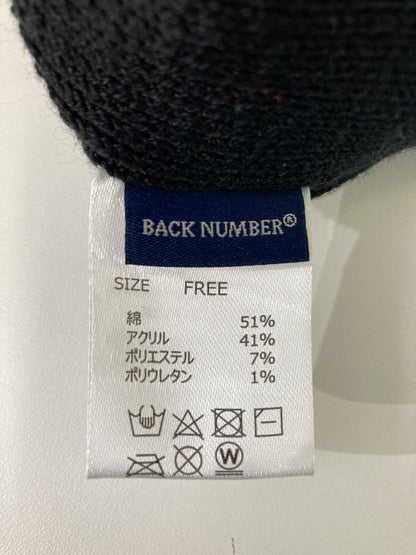 BACK NUMBER®
SIZE FREE
綿 51%
アクリル 41%
ポリエステル 7%
ポリウレタン 1%
W